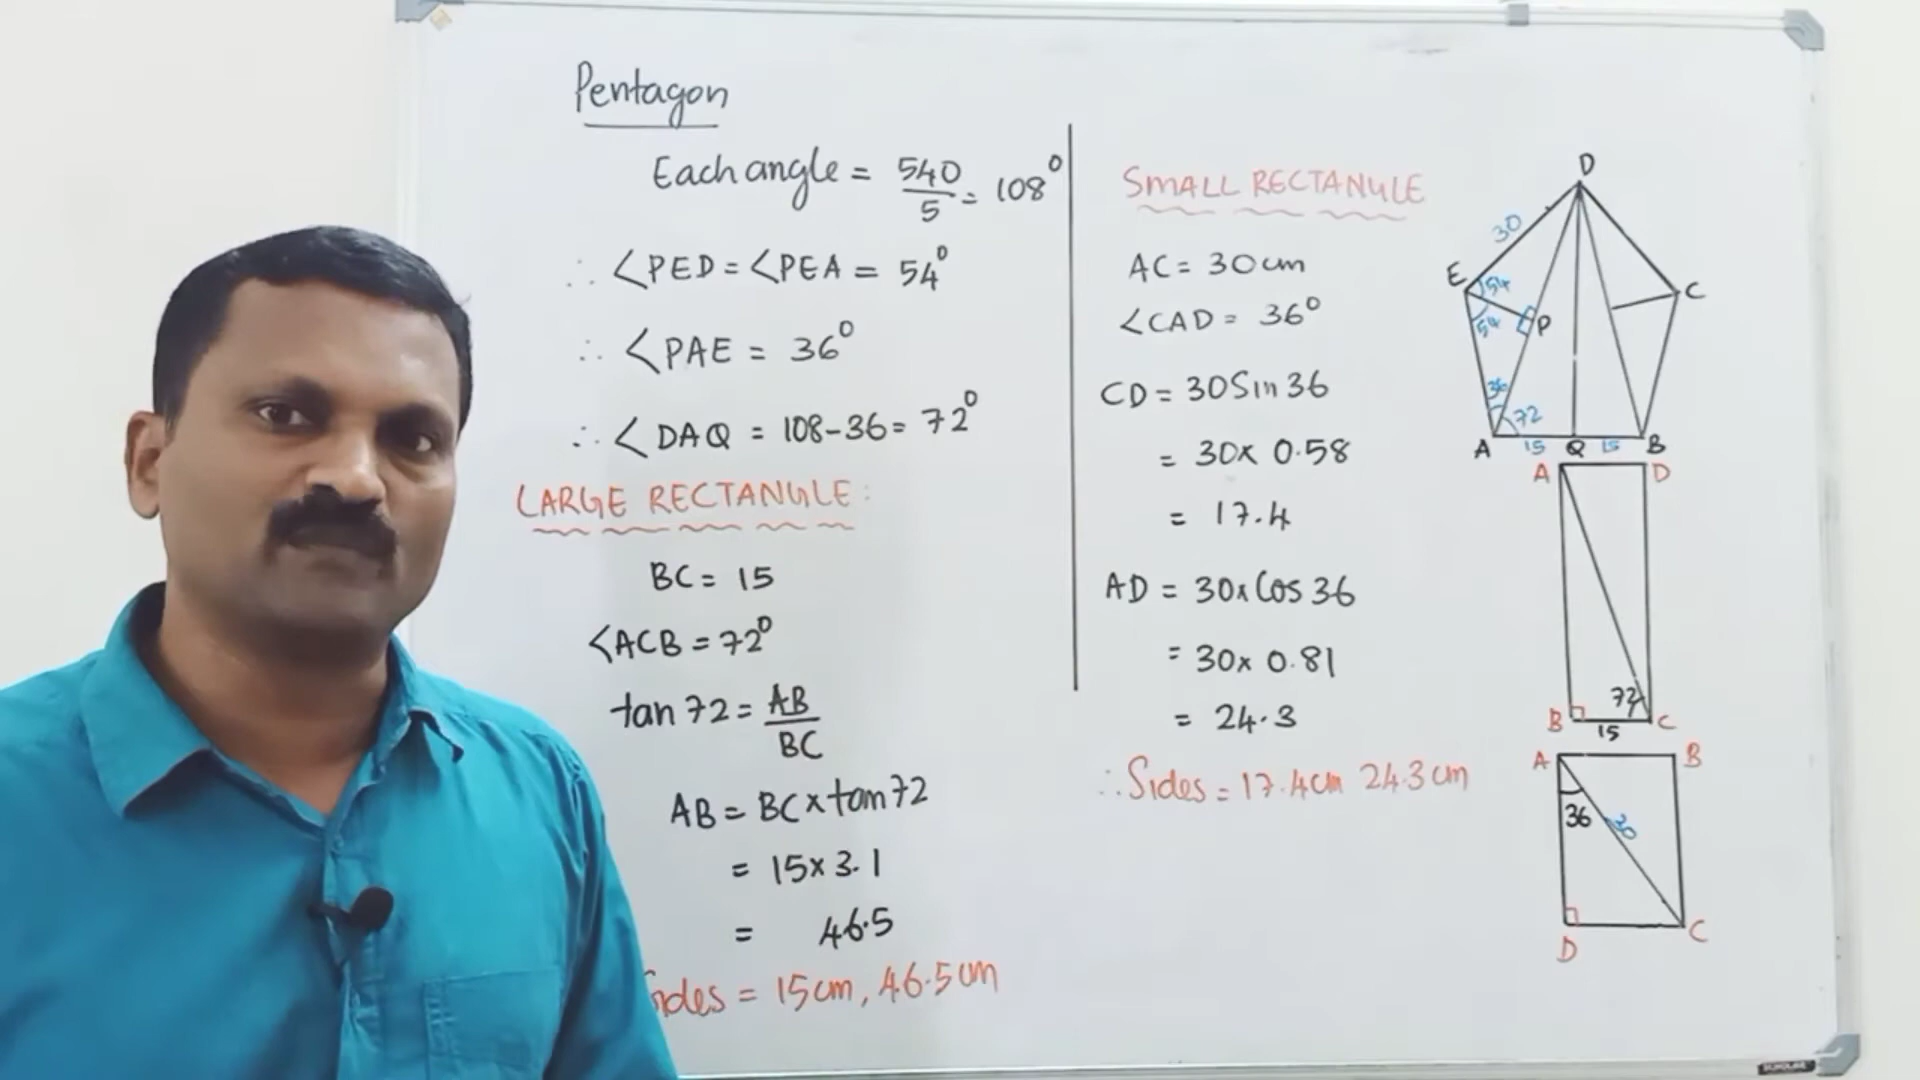 Pentagon
Each angle = 540/5 = 108°
∴ <PED = <PEA = 54°
∴ <PAE = 36°
∴ <DAQ = 108-36 = 72°
LARGE RECTANGLE:
BC = 15
<ACB = 72°
tan 72 = AB/BC
AB = BC x tan 72
= 15 x 3.1
= 46.5
Sides = 15cm, 46.5cm
SMALL RECTANGLE
AC = 30cm
<CAD = 36°
CD = 30 Sin 36
= 30 x 0.58
= 17.4
AD = 30 x Cos 36
= 30 x 0.81
= 24.3
∴ Sides = 17.4cm 24.3cm
D
30
E 54 C
54 P
36
72
A 15 Q 15 B
A D
72
B C
15
A B
36 30
D C